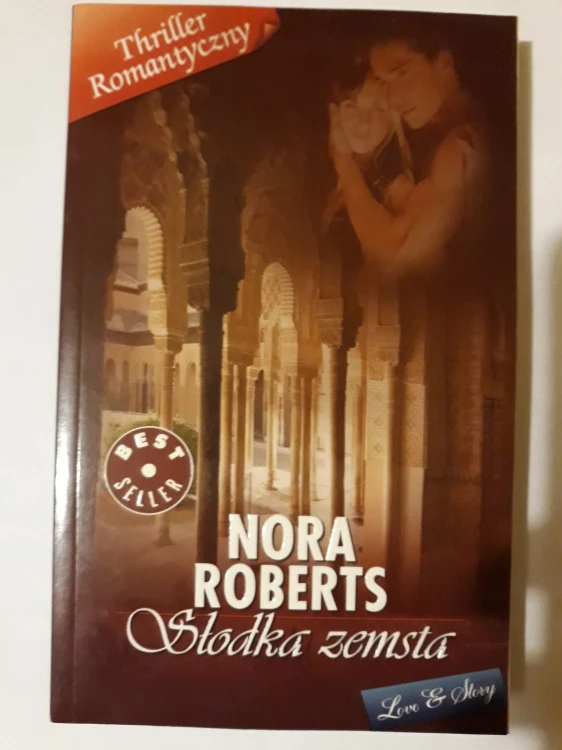 Thriller
Romantyczny
BEST
SELLER
NORA
ROBERTS
Słodka zemsta
Love & Story